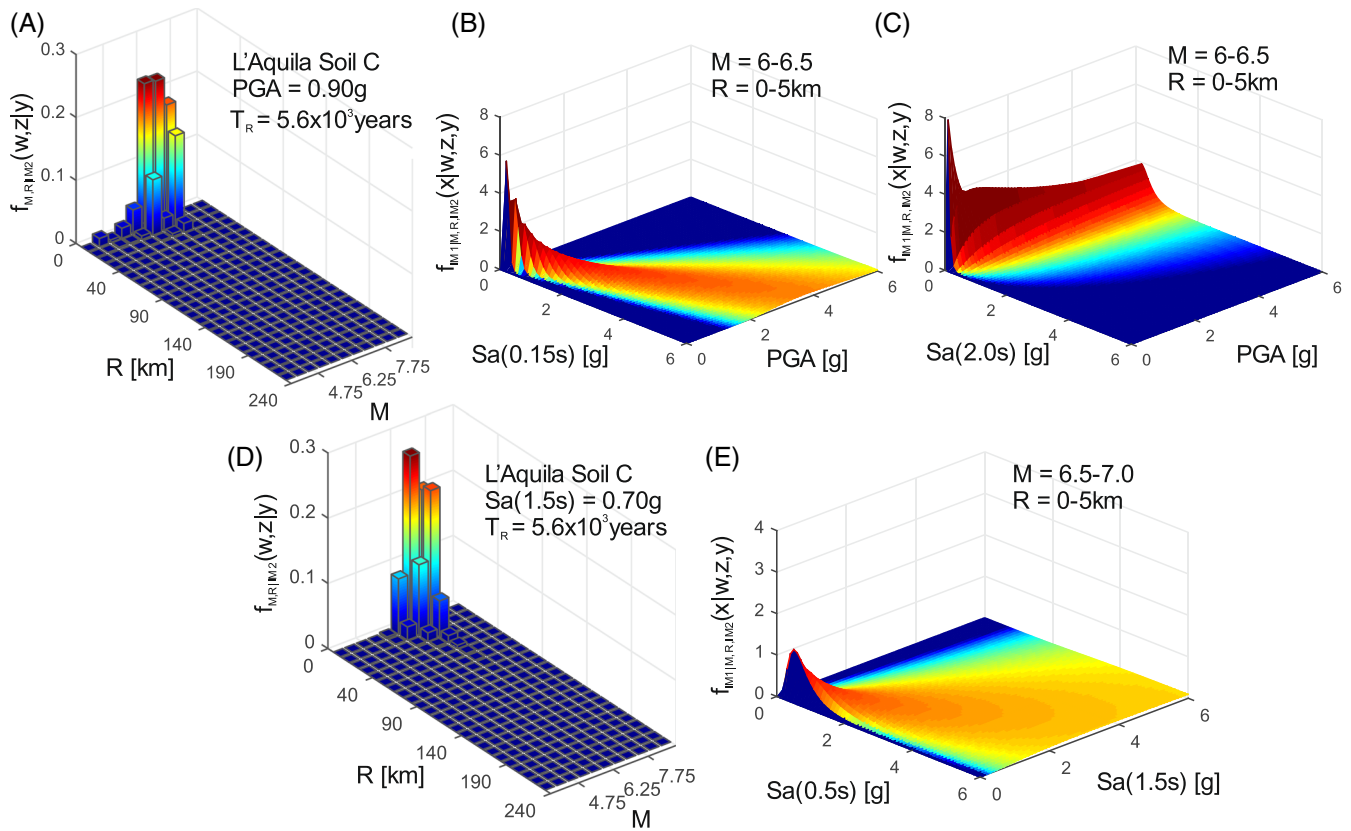 (A)
0.3
0.2
0.1
0
f_M,R|IM2(w,z|y)
L'Aquila Soil C
PGA = 0.90g
T_R = 5.6x10³years
0
40
90
140
190
240
R [km]
4.75
6.25
7.75
M
(B)
8
6
4
2
0
f_IM1|M,R,IM2(x|w,z,y)
M = 6-6.5
R = 0-5km
0
2
4
6
Sa(0.15s) [g]
0
2
4
6
PGA [g]
(C)
8
6
4
2
0
f_IM1|M,R,IM2(x|w,z,y)
M = 6-6.5
R = 0-5km
0
2
4
6
Sa(2.0s) [g]
0
2
4
6
PGA [g]
(D)
0.3
0.2
0.1
0
f_M,R|IM2(w,z|y)
L'Aquila Soil C
Sa(1.5s) = 0.70g
T_R = 5.6x10³years
0
40
90
140
190
240
R [km]
4.75
6.25
7.75
M
(E)
4
3
2
1
0
f_IM1|M,R,IM2(x|w,z,y)
M = 6.5-7.0
R = 0-5km
0
2
4
6
Sa(0.5s) [g]
0
2
4
6
Sa(1.5s) [g]